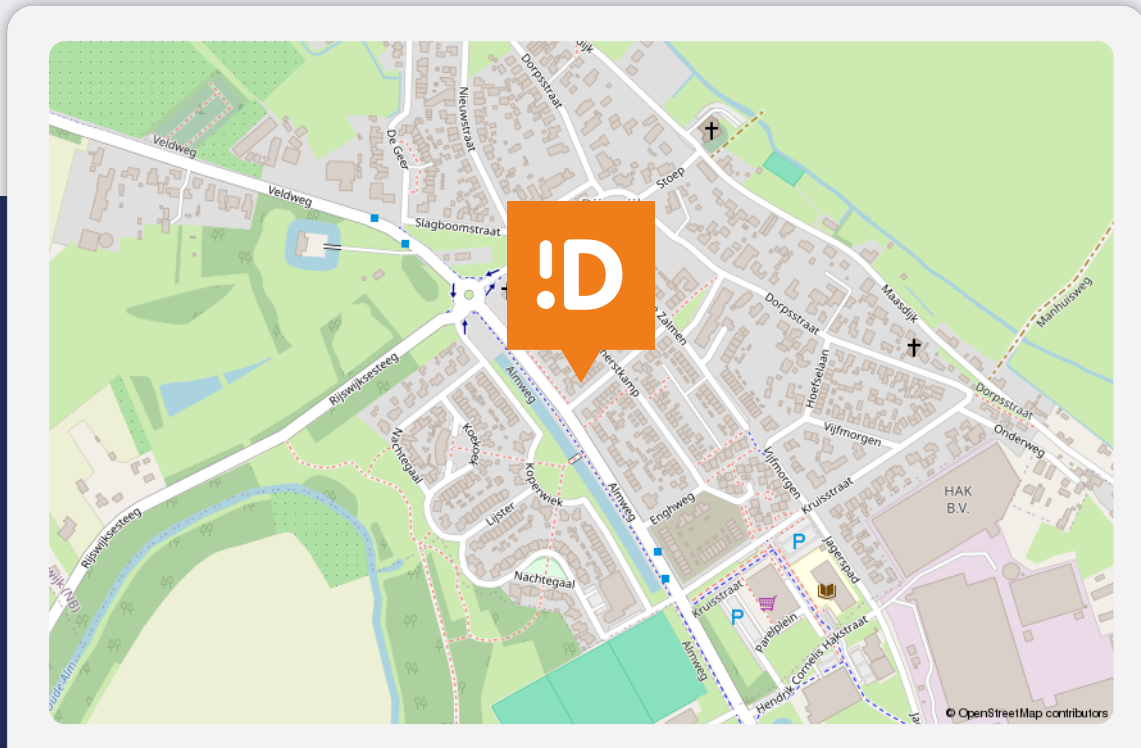 Dorpsstraat
Nieuwstraat
De Geer
Veldweg
Veldweg
Stoep
Slagboomstraat
!D
Maasdijk
Manhuisweg
Zalmen
Dorpsstraat
Hoefselaan
Dorpsstraat
Onderweg
Almweg
Rijswijksesteeg
Koekoek
Nachtegaal
Vijfmorgen
Vijfmorgen
Koperwiek
Kruisstraat
HAK
B.V.
Almweg
Enghweg
Lijster
Rijswijksesteeg
P
Jagerspad
Nachtegaal
Kruisstraat
P
Parelplein
Hendrik Cornelis Hakstraat
Almweg
Oude Alm
© OpenStreetMap contributors